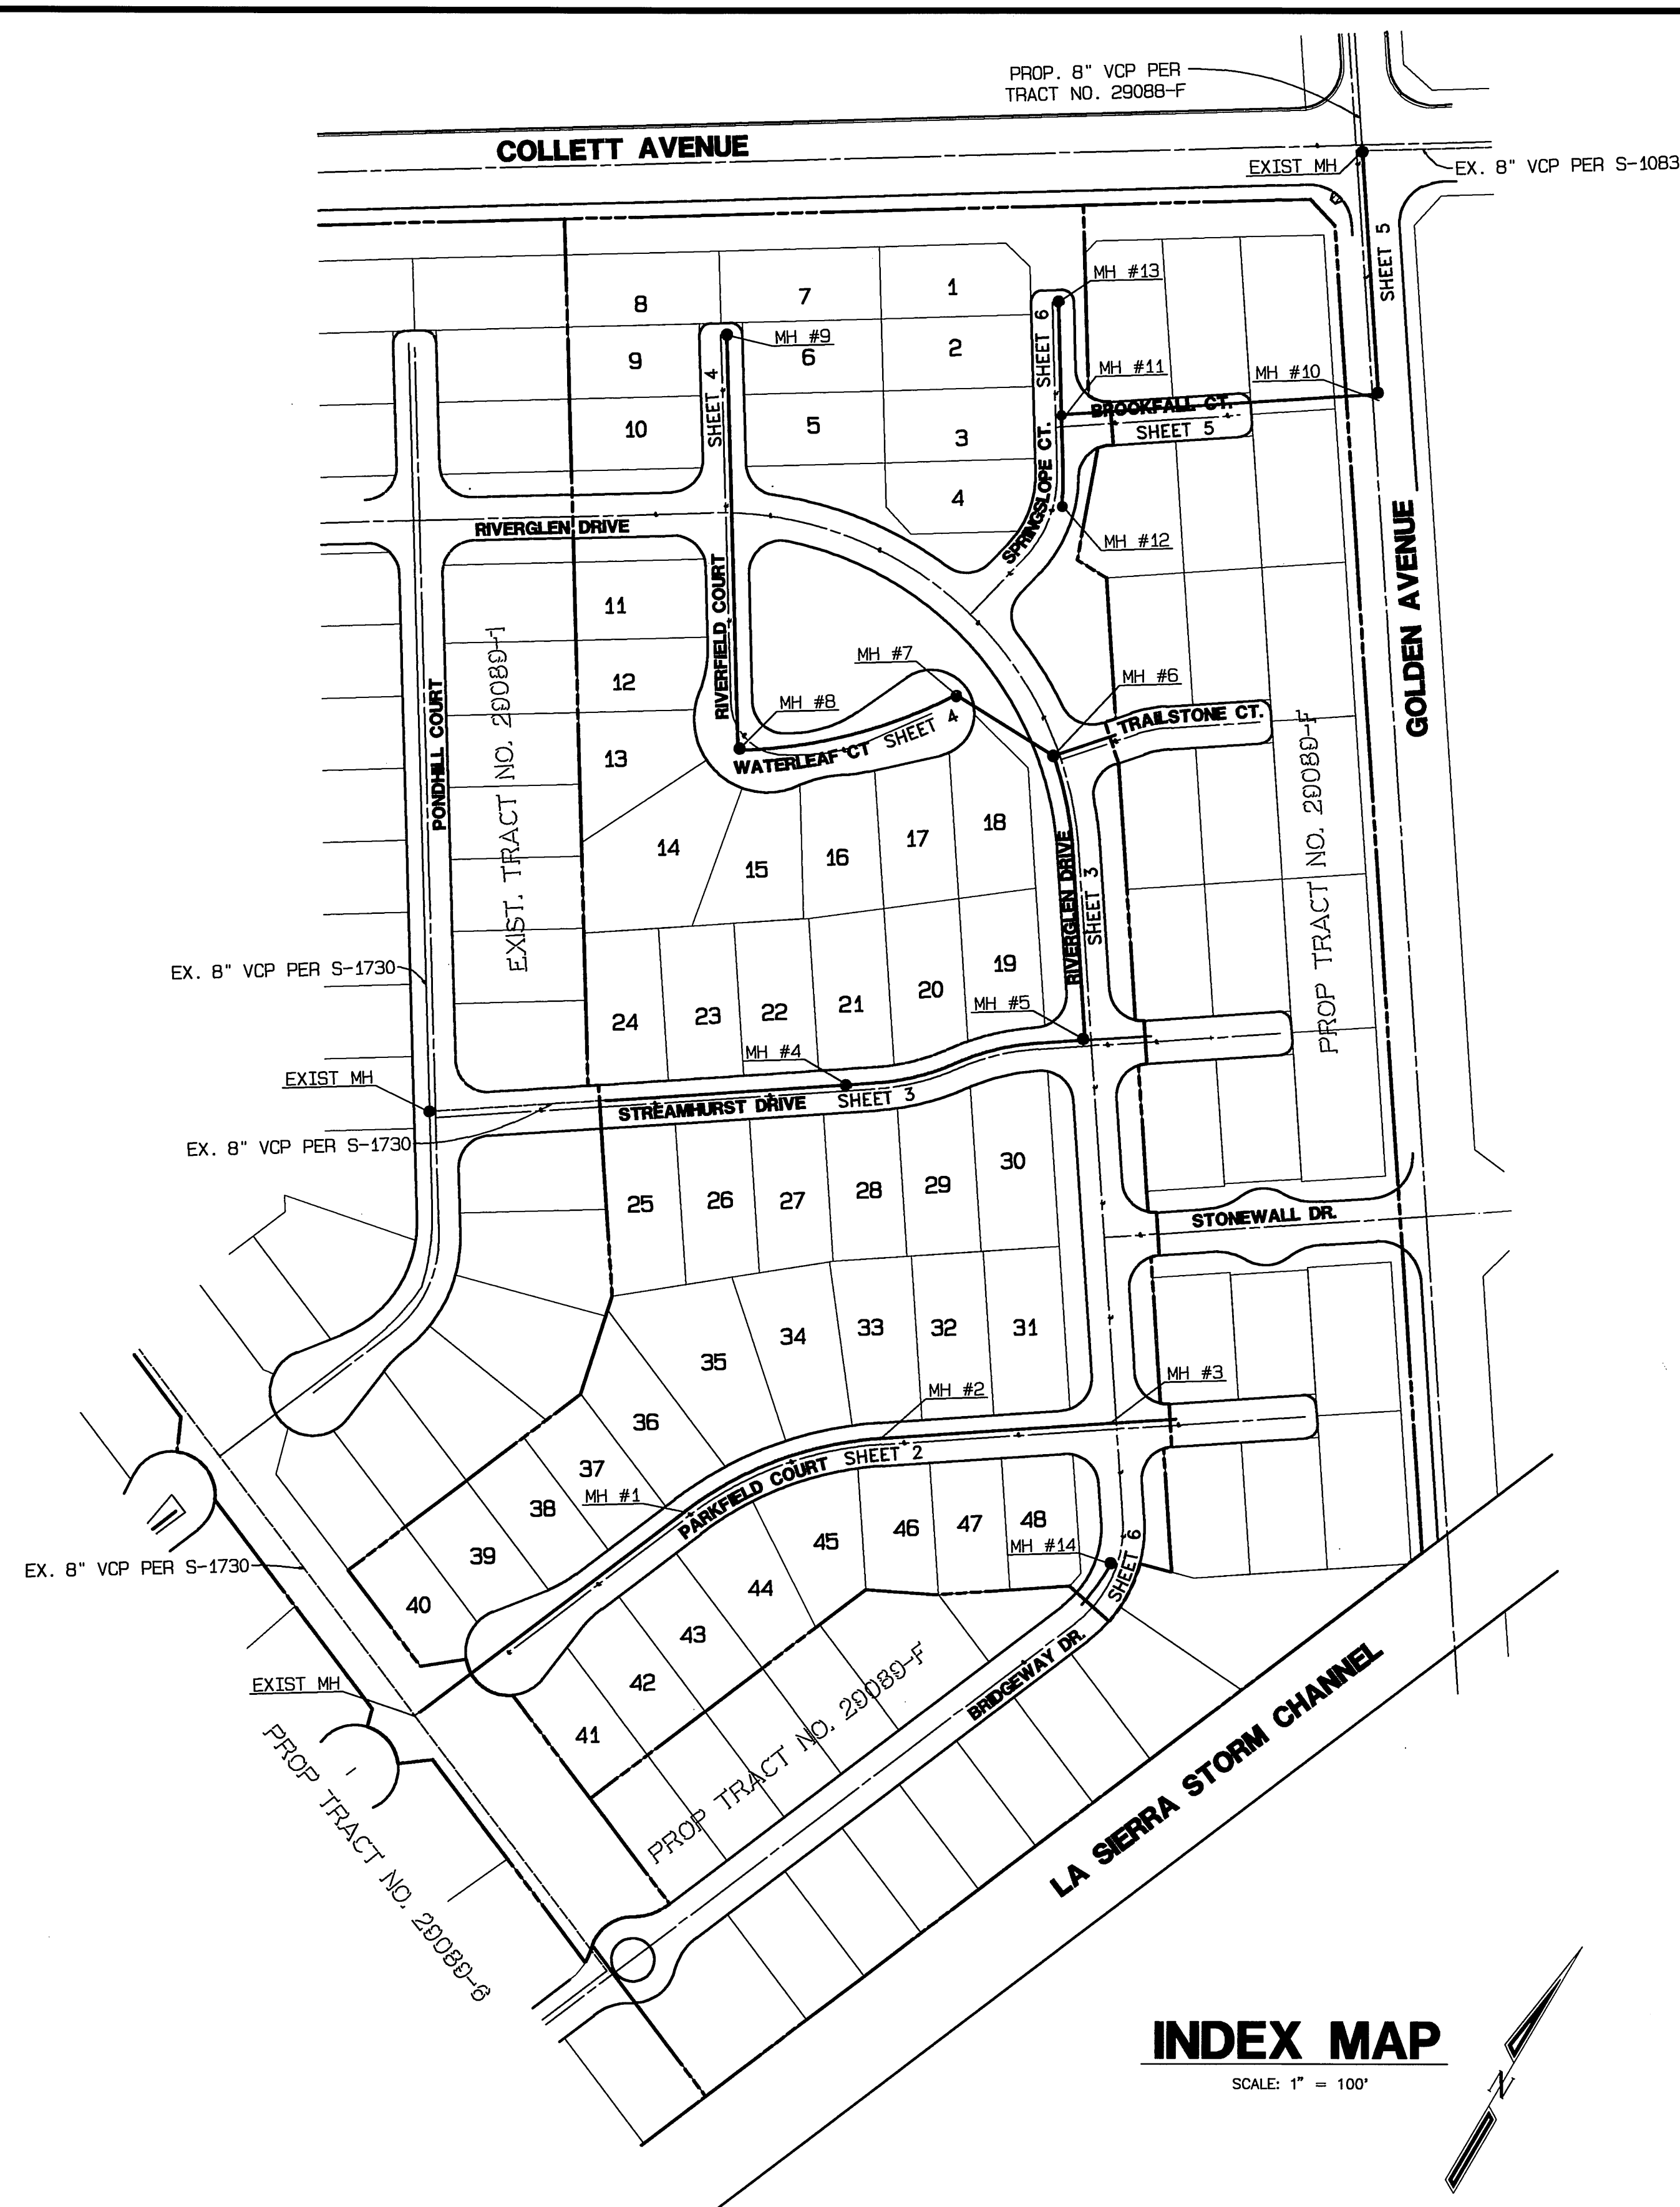 PROP. 8" VCP PER
TRACT NO. 29088-F
COLLETT AVENUE
EXIST MH
EX. 8" VCP PER S-1083
SHEET 5
MH #13
8
7
1
SHEET 6
MH #9
9
6
2
SHEET 4
MH #11
MH #10
BROOKFALL CT.
SHEET 5
10
5
3
4
SPRINGSLOPE CT.
MH #12
RIVERGLEN DRIVE
GOLDEN AVENUE
RIVERFIELD COURT
11
12
13
MH #7
MH #6
MH #8
TRAILSTONE CT.
WATERLEAF CT
SHEET 4
PONDHILL COURT
EXIST. TRACT NO. 29089-1
PROP TRACT NO. 29089-F
14
15
16
17
18
RIVERGLEN DRIVE
SHEET 3
EX. 8" VCP PER S-1730
24
23
22
21
20
19
MH #5
MH #4
EXIST MH
STREAMHURST DRIVE
SHEET 3
EX. 8" VCP PER S-1730
25
26
27
28
29
30
STONEWALL DR.
35
34
33
32
31
MH #2
MH #3
36
37
38
MH #1
PARKFIELD COURT
SHEET 2
39
40
45
46
47
48
MH #14
SHEET 6
EX. 8" VCP PER S-1730
44
43
42
41
BRIDGEWAY DR.
EXIST MH
PROP TRACT NO. 29089-F
PROP TRACT NO. 29089-6
LA SIERRA STORM CHANNEL
INDEX MAP
SCALE: 1" = 100'
N